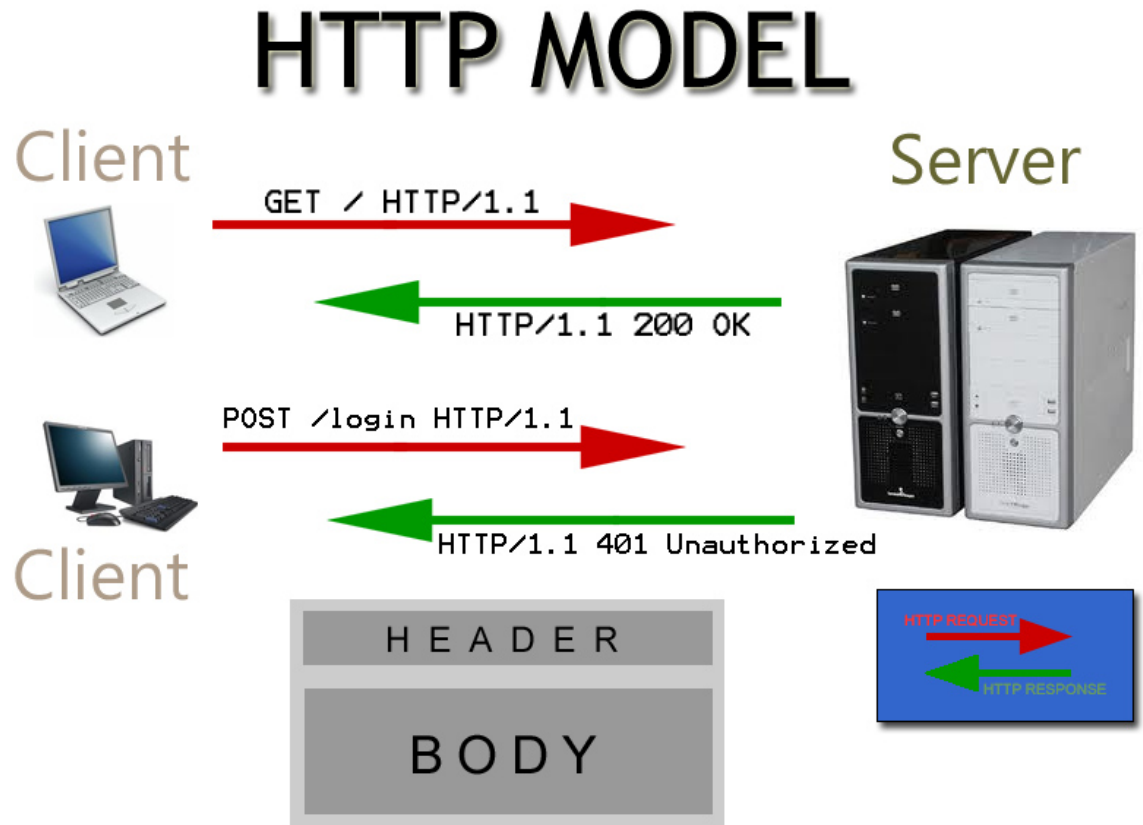 HTTP MODEL
Client
Server
GET / HTTP/1.1
HTTP/1.1 200 OK
POST /login HTTP/1.1
HTTP/1.1 401 Unauthorized
Client
HEADER
BODY
HTTP REQUEST
HTTP RESPONSE